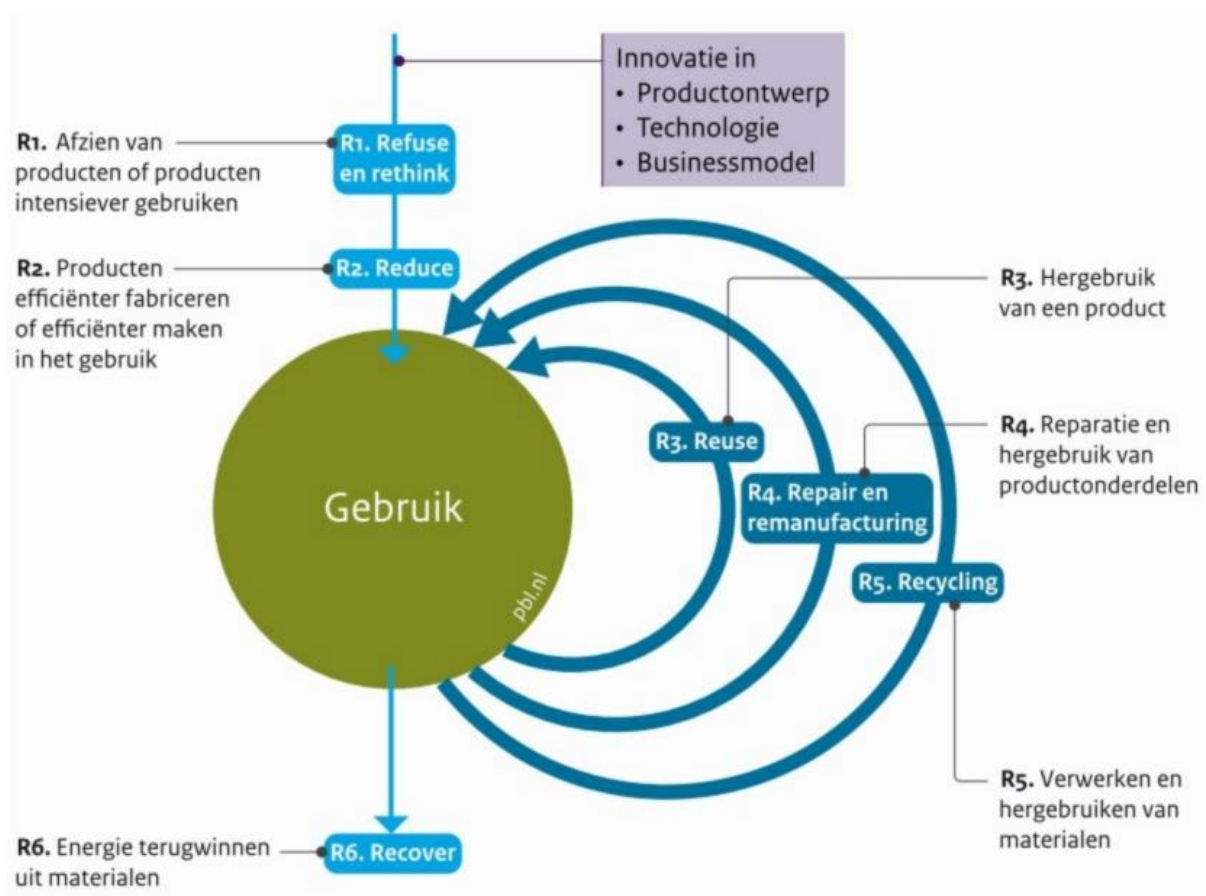 Innovatie in
• Productontwerp
• Technologie
• Businessmodel
R1. Afzien van
producten of producten
intensiever gebruiken
R1. Refuse
en rethink
R2. Producten
efficiënter fabriceren
of efficiënter maken
in het gebruik
R2. Reduce
R3. Hergebruik
van een product
R3. Reuse
R4. Reparatie en
hergebruik van
productonderdelen
R4. Repair en
remanufacturing
Gebruik
pbl.nl
R5. Recycling
R5. Verwerken en
hergebruiken van
materialen
R6. Energie terugwinnen
uit materialen
R6. Recover